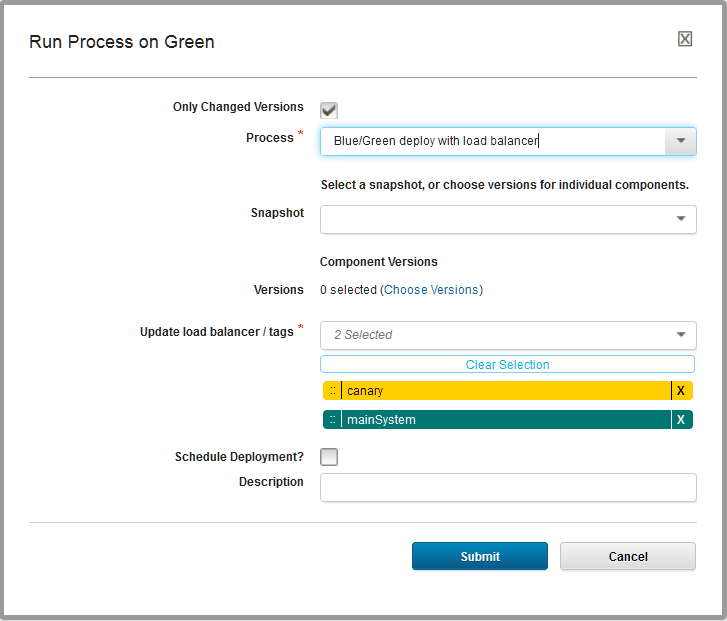 Run Process on Green
X
Only Changed Versions
Process *
Blue/Green deploy with load balancer
Select a snapshot, or choose versions for individual components.
Snapshot
Component Versions
Versions 0 selected (Choose Versions)
Update load balancer / tags * 2 Selected
Clear Selection
:: canary X
:: mainSystem X
Schedule Deployment?
Description
Submit Cancel